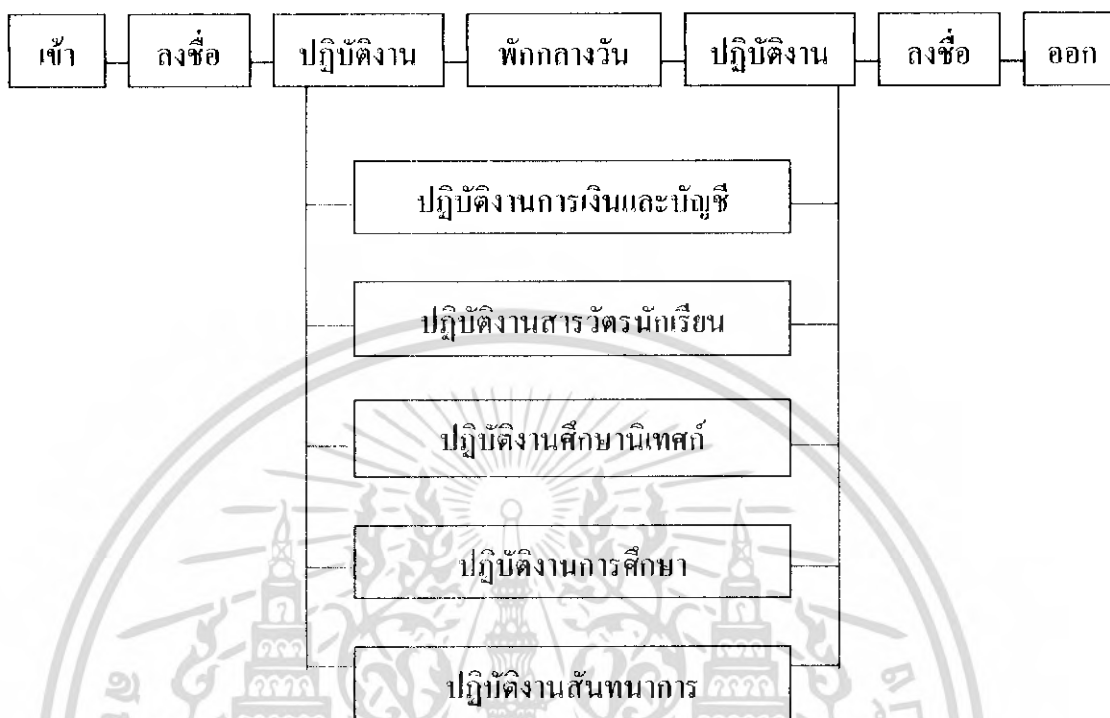 เข้า ลงชื่อ ปฏิบัติงาน พักกลางวัน ปฏิบัติงาน ลงชื่อ ออก
ปฏิบัติงานการเงินและบัญชี
ปฏิบัติงานสารวัตรนักเรียน
ปฏิบัติงานศึกษานิเทศก์
ปฏิบัติงานการศึกษา
ปฏิบัติงานสันทนาการ